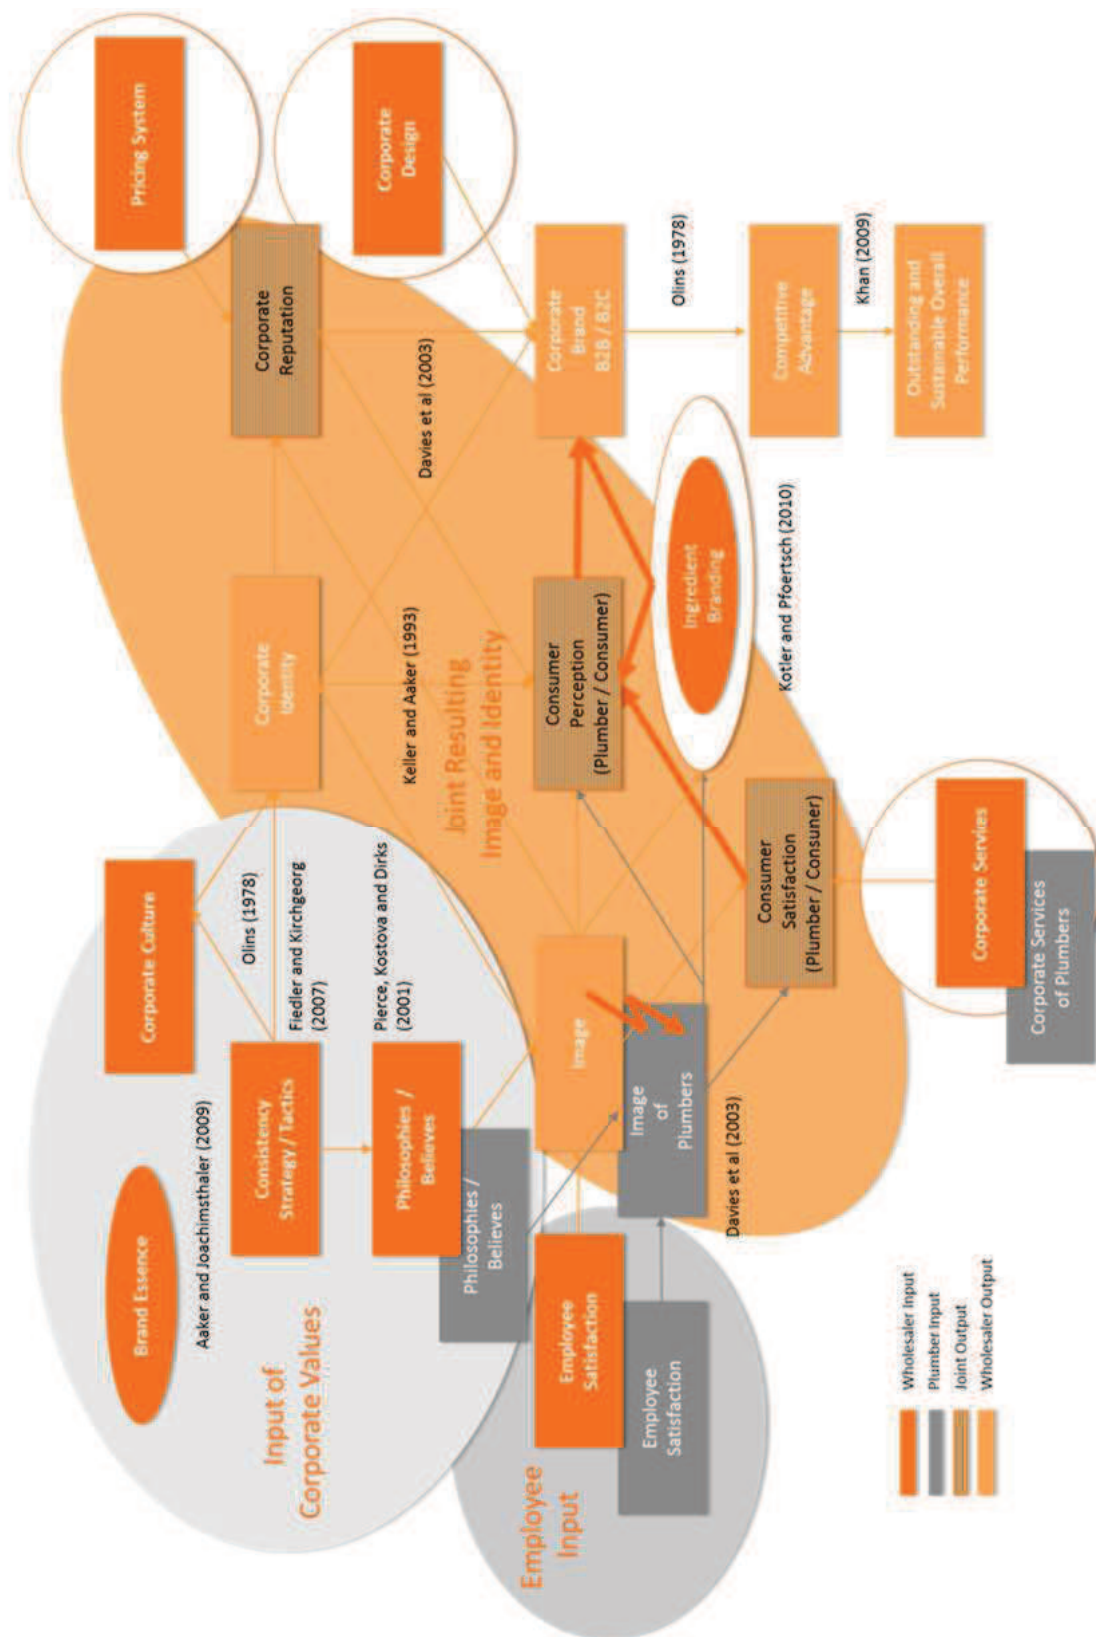 Brand Essence
Aaker and Joachimsthaler (2009)
Input of
Corporate Values
Corporate Culture
Consistency
Strategy / Tactics
Olins (1978)
Fiedler and Kirchgeorg
(2007)
Philosophies /
Believes
Pierce, Kostova and Dirks
(2001)
Philosophies /
Believes
Employee
Input
Employee
Satisfaction
Employee
Satisfaction
Pricing System
Corporate
Design
Corporate
Identity
Corporate
Reputation
Keller and Aaker (1993)
Davies et al (2003)
Joint Resulting
Image and Identity
Image
Image
of
Plumbers
Davies et al (2003)
Consumer
Perception
(Plumber / Consumer)
Corporate
Brand
B2B / B2C
Olins (1978)
Ingredient
Branding
Kotler and Pfoertsch (2010)
Consumer
Satisfaction
(Plumber / Consuner)
Competitive
Advantage
Khan (2009)
Outstanding and
Sustainable Overall
Performance
Corporate Servlies
Corporate Services
of Plumbers
Wholesaler Input
Plumber Input
Joint Output
Wholesaler Output